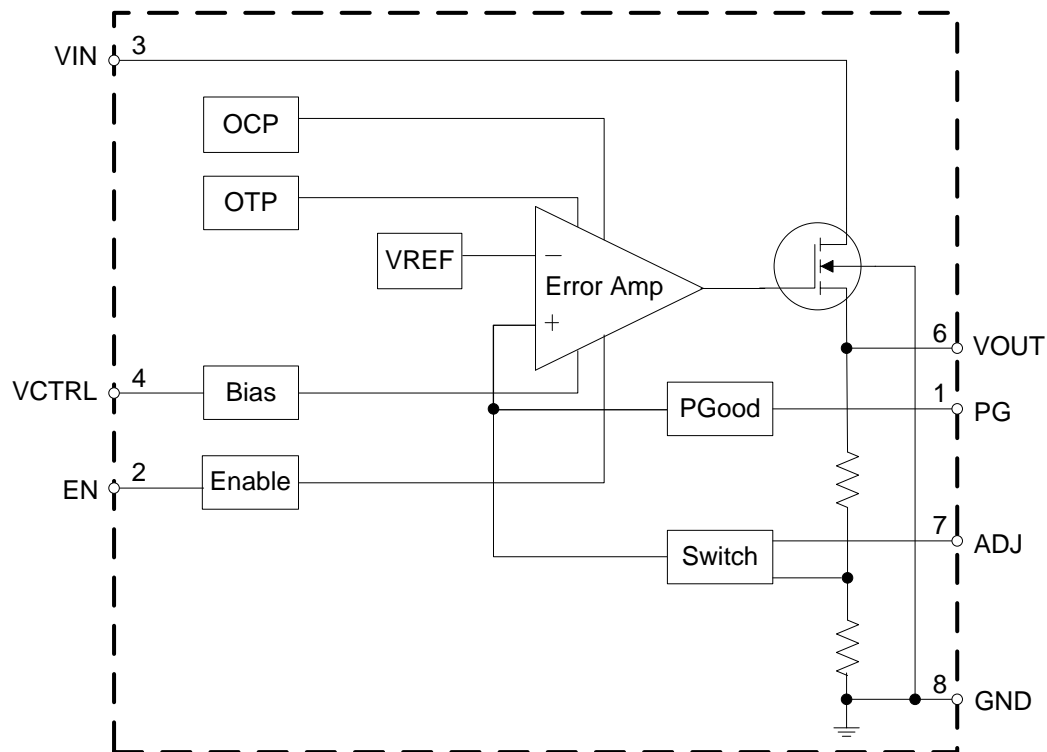 VIN
3
OCP
OTP
VREF
−
Error Amp
+
6
VOUT
VCTRL
4
Bias
PGood
1
PG
EN
2
Enable
7
ADJ
Switch
8
GND